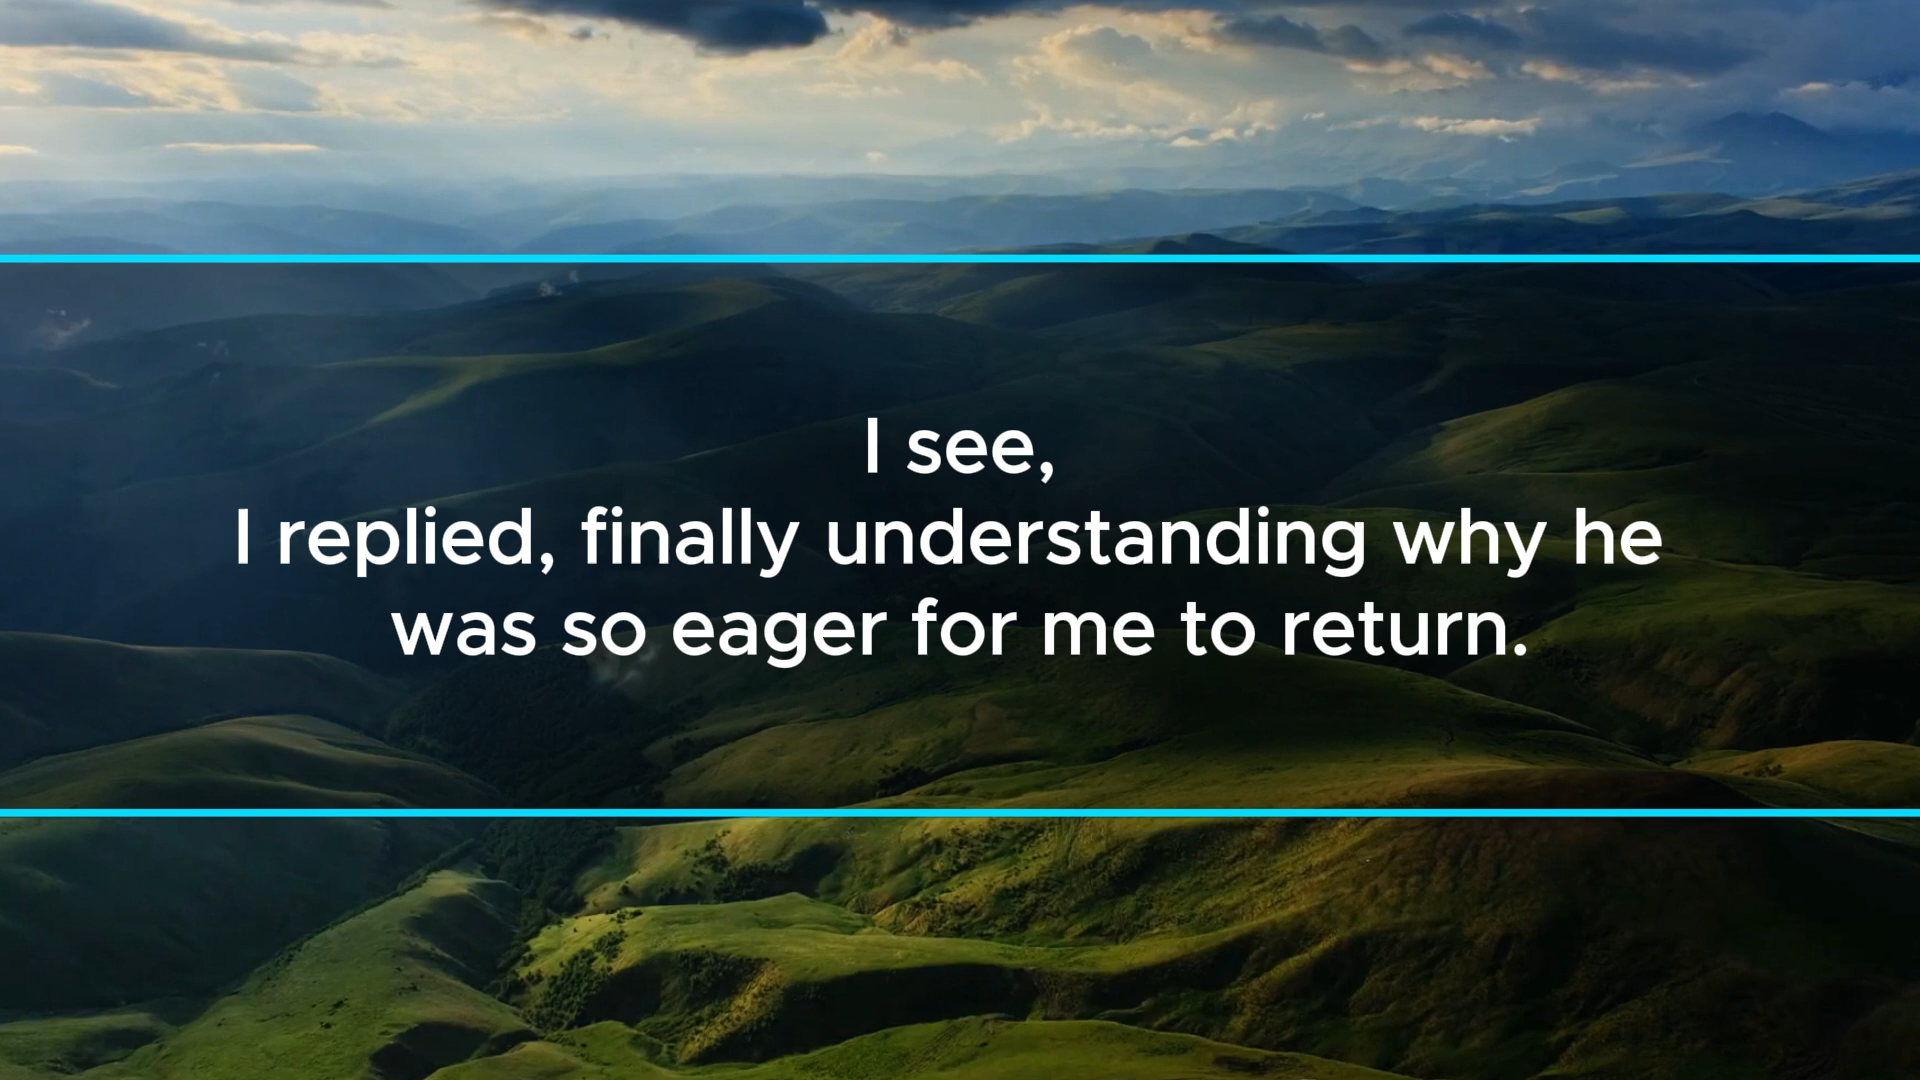 I see,
I replied, finally understanding why he
was so eager for me to return.